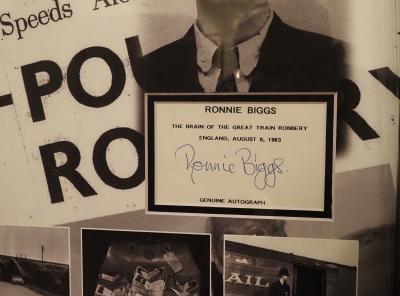 Speeds
-POU
RO
RY
RONNIE BIGGS
THE BRAIN OF THE GREAT TRAIN ROBBERY
ENGLAND, AUGUST 8, 1963
Ronnie Biggs.
GENUINE AUTOGRAPH
AIL